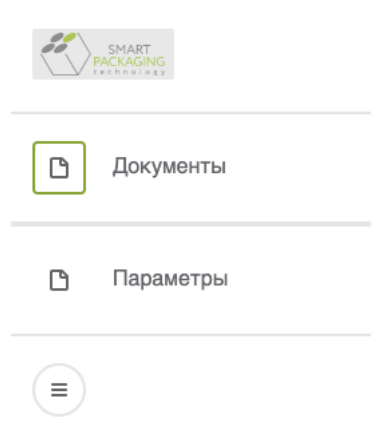 SMART
PACKAGING
technology
Документы
Параметры